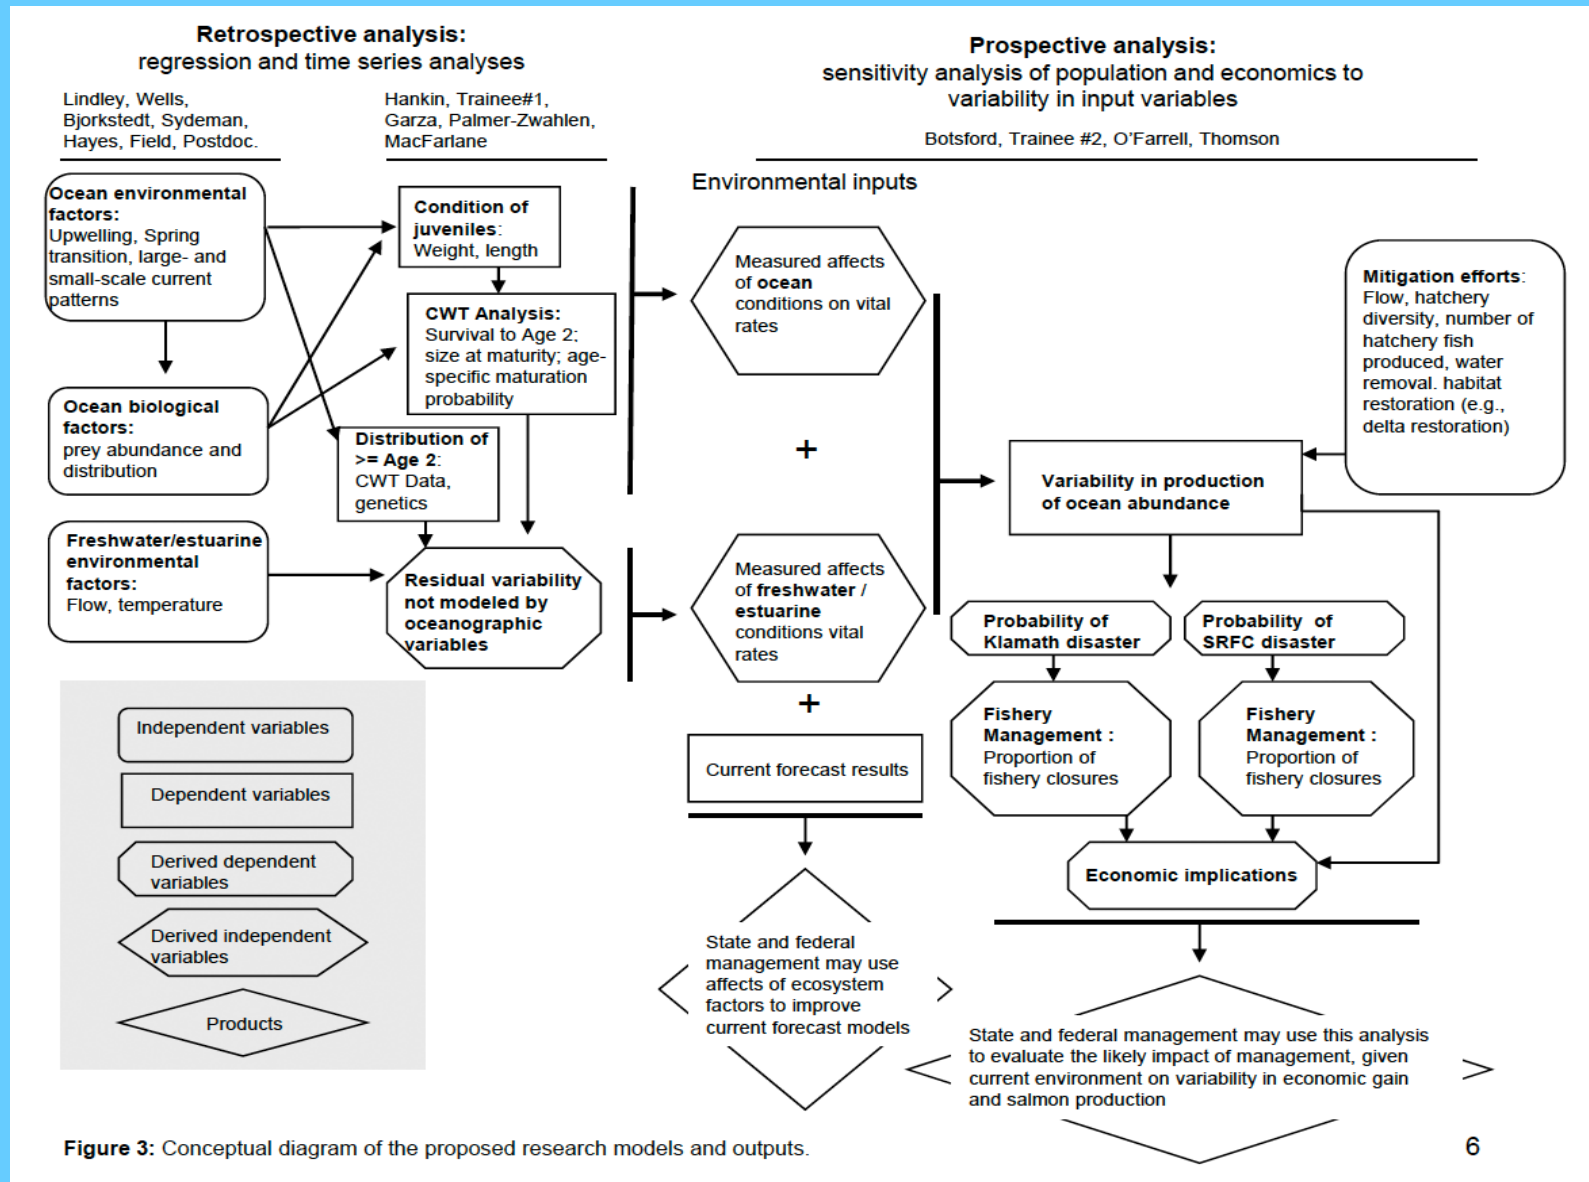 Retrospective analysis:
regression and time series analyses
Lindley, Wells,
Bjorkstedt, Sydeman,
Hayes, Field, Postdoc.
Hankin, Trainee#1,
Garza, Palmer-Zwahlen,
MacFarlane
Prospective analysis:
sensitivity analysis of population and economics to
variability in input variables
Botsford, Trainee #2, O'Farrell, Thomson
Ocean environmental
factors:
Upwelling, Spring
transition, large- and
small-scale current
patterns
Ocean biological
factors:
prey abundance and
distribution
Freshwater/estuarine
environmental
factors:
Flow, temperature
Condition of
juveniles:
Weight, length
CWT Analysis:
Survival to Age 2;
size at maturity; age-
specific maturation
probability
Distribution of
>= Age 2:
CWT Data,
genetics
Residual variability
not modeled by
oceanographic
variables
Environmental inputs
Measured affects
of ocean
conditions on vital
rates
+
Measured affects
of freshwater /
estuarine
conditions vital
rates
+
Current forecast results
State and federal
management may use
affects of ecosystem
factors to improve
current forecast models
Mitigation efforts:
Flow, hatchery
diversity, number of
hatchery fish
produced, water
removal. habitat
restoration (e.g.,
delta restoration)
Variability in production
of ocean abundance
Probability of
Klamath disaster
Probability of
SRFC disaster
Fishery
Management :
Proportion of
fishery closures
Fishery
Management :
Proportion of
fishery closures
Economic implications
State and federal management may use this analysis
to evaluate the likely impact of management, given
current environment on variability in economic gain
and salmon production
Independent variables
Dependent variables
Derived dependent
variables
Derived independent
variables
Products
Figure 3: Conceptual diagram of the proposed research models and outputs.
6